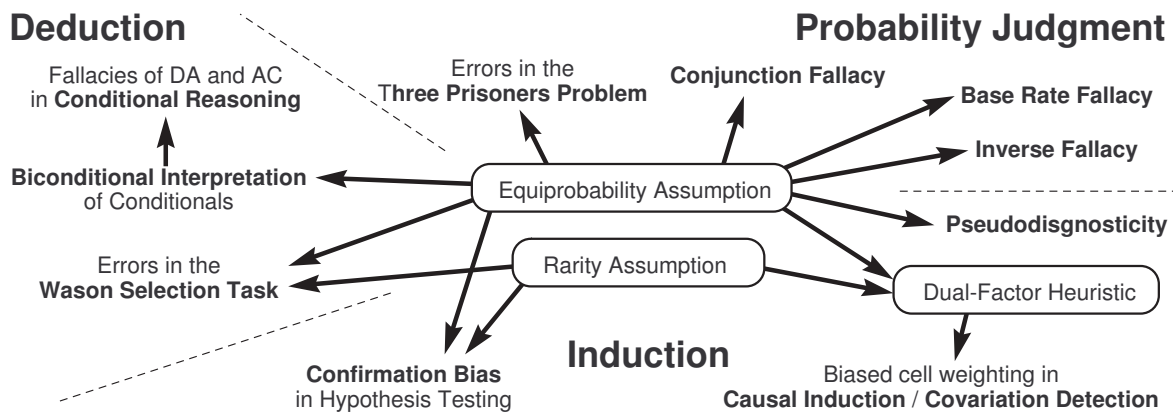 Deduction
Probability Judgment
Fallacies of DA and AC
in Conditional Reasoning
Errors in the
Three Prisoners Problem
Conjunction Fallacy
Base Rate Fallacy
Inverse Fallacy
Biconditional Interpretation
of Conditionals
Equiprobability Assumption
Pseudodisgnosticity
Errors in the
Wason Selection Task
Rarity Assumption
Dual-Factor Heuristic
Induction
Confirmation Bias
in Hypothesis Testing
Biased cell weighting in
Causal Induction / Covariation Detection